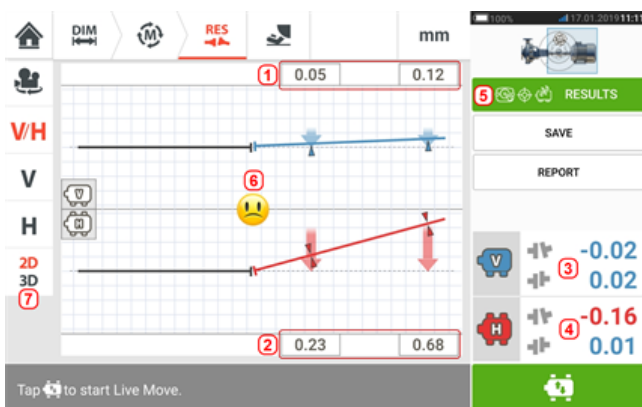 100% 17.01.2019 11:11
DIM M RES mm
1 0.05 0.12
5 RESULTS
V/H
SAVE
V
V
6
REPORT
H
H
2D
3D
7
V 3 -0.02
0.02
H 4 -0.16
0.01
2 0.23 0.68
Tap to start Live Move.